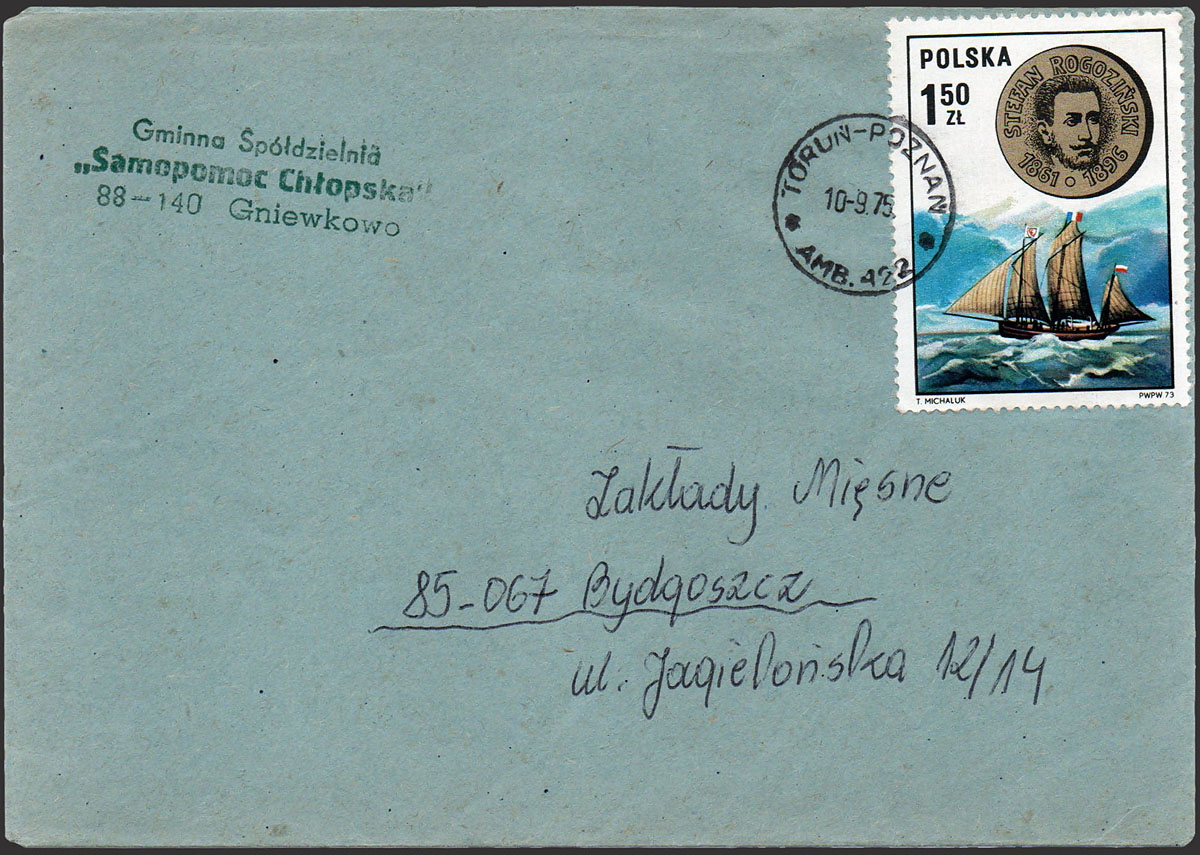 Gminna Spółdzielnia
„Samopomoc Chłopska"
88-140 Gniewkowo
TORUŃ-POZNAŃ
10-9.75
AMB. 422
POLSKA
1 50
ZŁ
STEFAN ROGOZIŃSKI
1861 • 1896
T. MICHALUK
PWPW 73
Zakłady Mięsne
85-067 Bydgoszcz
ul. Jagielońska 12/14